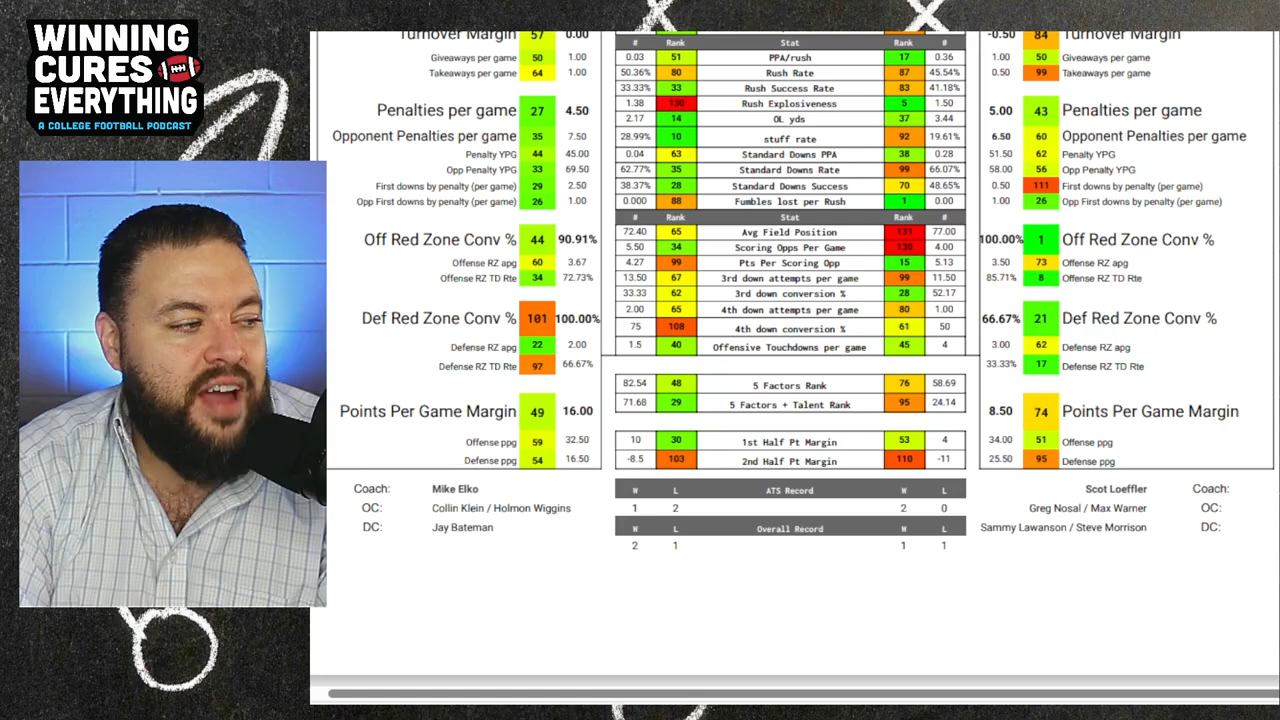 WINNING
CURES
EVERYTHING
A COLLEGE FOOTBALL PODCAST
Turnover Margin 57 0.00
Giveaways per game 50 1.00
Takeaways per game 64 1.00
Penalties per game 27 4.50
Opponent Penalties per game 35 7.50
Penalty YPG 44 45.00
Opp Penalty YPG 33 69.50
First downs by penalty (per game) 29 2.50
Opp First downs by penalty (per game) 26 1.00
Off Red Zone Conv % 44 90.91%
Offense RZ apg 60 3.67
Offense RZ TD Rte 34 72.73%
Def Red Zone Conv % 101 100.00%
Defense RZ apg 22 2.00
Defense RZ TD Rte 97 66.67%
Points Per Game Margin 49 16.00
Offense ppg 59 32.50
Defense ppg 54 16.50
Coach: Mike Elko
OC: Collin Klein / Holmon Wiggins
DC: Jay Bateman
# Rank Stat Rank #
0.03 51 PPA/rush 17 0.36
50.36% 80 Rush Rate 87 45.54%
33.33% 33 Rush Success Rate 83 41.18%
1.38 130 Rush Explosiveness 5 1.50
2.17 14 OL yds 37 3.44
28.99% 10 stuff rate 92 19.61%
0.04 63 Standard Downs PPA 38 0.28
62.77% 35 Standard Downs Rate 99 66.07%
38.37% 28 Standard Downs Success 70 48.65%
0.000 88 Fumbles lost per Rush 1 0.00
# Rank Stat Rank #
72.40 65 Avg Field Position 131 77.00
5.50 34 Scoring Opps Per Game 130 4.00
4.27 99 Pts Per Scoring Opp 15 5.13
13.50 67 3rd down attempts per game 99 11.50
33.33 62 3rd down conversion % 28 52.17
2.00 65 4th down attempts per game 80 1.00
75 108 4th down conversion % 61 50
1.5 40 Offensive Touchdowns per game 45 4
82.54 48 5 Factors Rank 76 58.69
71.68 29 5 Factors + Talent Rank 95 24.14
10 30 1st Half Pt Margin 53 4
-8.5 103 2nd Half Pt Margin 110 -11
W L ATS Record W L
1 2 2 0
W L Overall Record W L
2 1 1 1
-0.50 84 Turnover Margin
1.00 50 Giveaways per game
0.50 99 Takeaways per game
5.00 43 Penalties per game
6.50 60 Opponent Penalties per game
51.50 62 Penalty YPG
58.00 56 Opp Penalty YPG
0.50 111 First downs by penalty (per game)
1.00 26 Opp First downs by penalty (per game)
100.00% 1 Off Red Zone Conv %
3.50 73 Offense RZ apg
85.71% 8 Offense RZ TD Rte
66.67% 21 Def Red Zone Conv %
3.00 62 Defense RZ apg
33.33% 17 Defense RZ TD Rte
8.50 74 Points Per Game Margin
34.00 51 Offense ppg
25.50 95 Defense ppg
Scot Loeffler Coach:
Greg Nosal / Max Warner OC:
Sammy Lawanson / Steve Morrison DC: